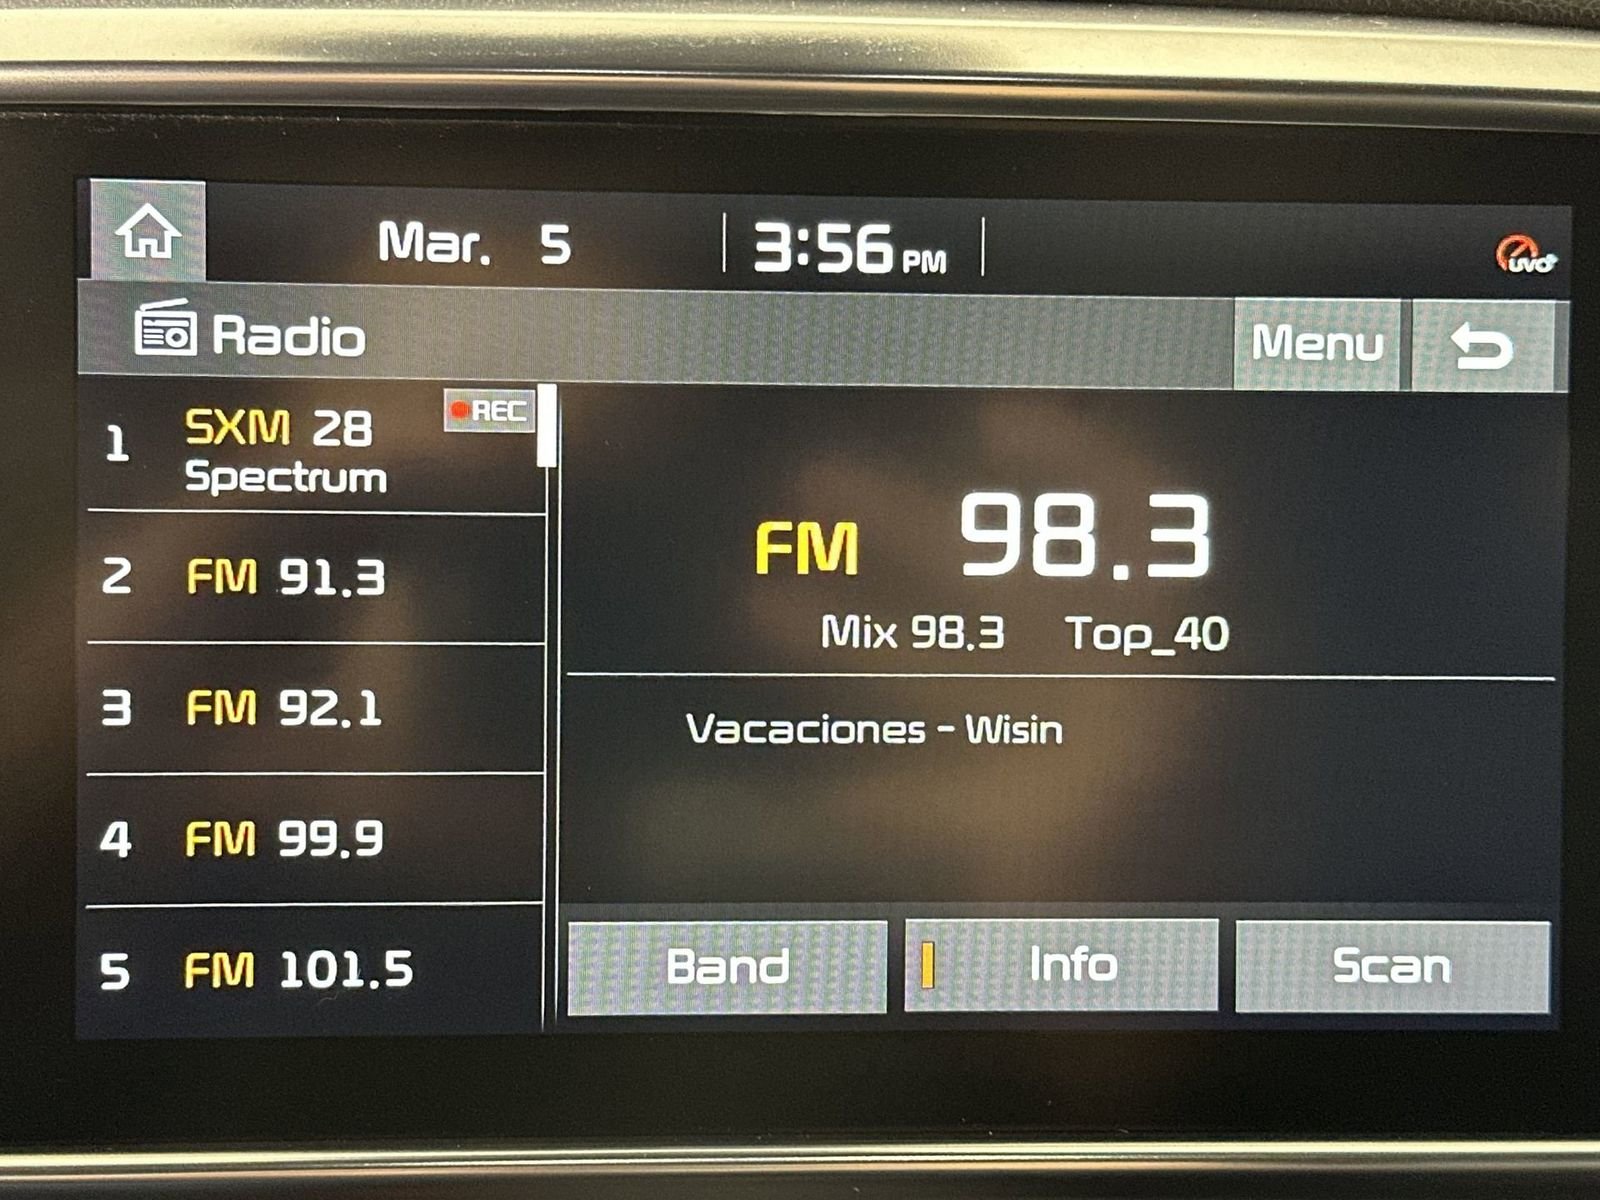 Mar. 5 3:56 PM
uvo
Radio
Menu
1 SXM 28 REC
Spectrum
2 FM 91.3
3 FM 92.1
4 FM 99.9
5 FM 101.5
FM 98.3
Mix 98.3 Top_40
Vacaciones - Wisin
Band
Info
Scan